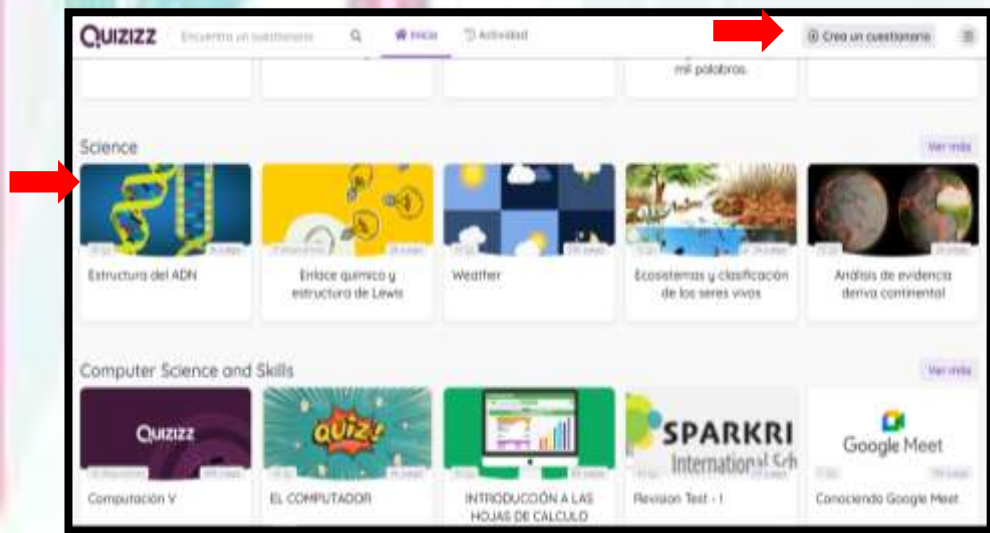 QUIZIZZ
Encuentra un cuestionario
Inicio
Actividad
Crea un cuestionario
mil palabras.
Science
Ver más
Estructura del ADN
Enlace químico y
estructura de Lewis
Weather
Ecosistemas y clasificación
de los seres vivos
Análisis de evidencia
deriva continental
Computer Science and Skills
Ver más
QUIZIZZ
QUIZ!
SPARKRI
International Sch
Google Meet
Computación V
EL COMPUTADOR
INTRODUCCIÓN A LAS
HOJAS DE CALCULO
Revision Test - I
Conociendo Google Meet